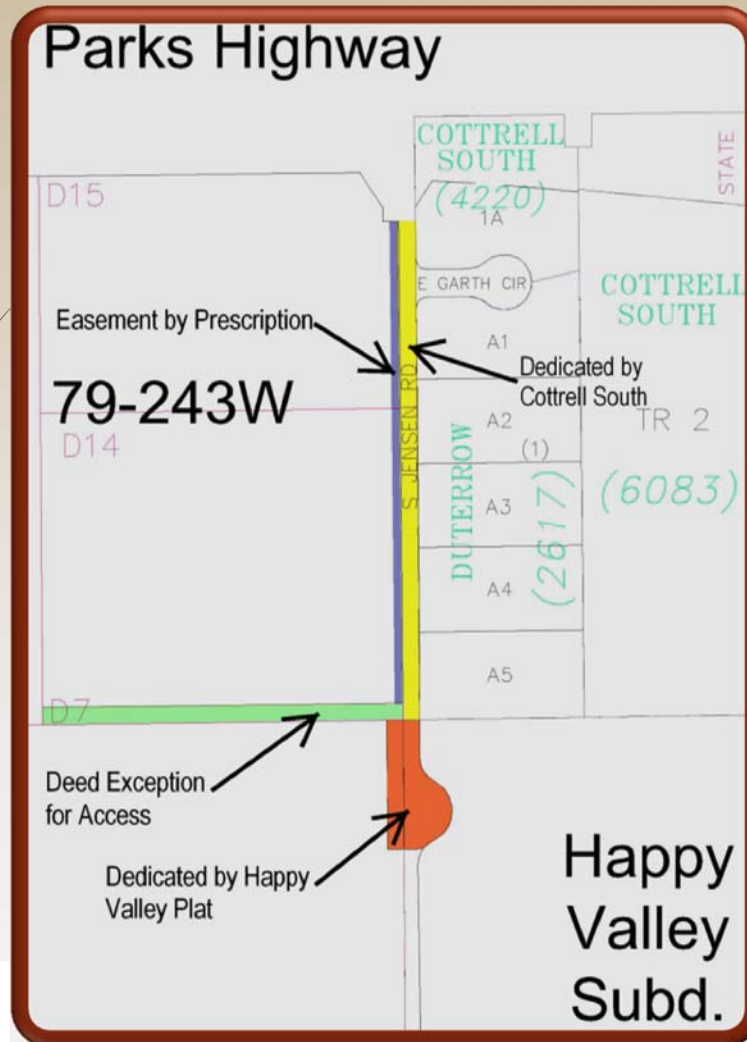 Parks Highway
COTTRELL
SOUTH
(4220)
STATE
D15
1A
E GARTH CIR
COTTRELL
SOUTH
Easement by Prescription
A1
Dedicated by
Cottrell South
79-243W
S JENSEN RD
D14
A2
(1)
TR 2
DUTERROW
(2617)
(6083)
A3
A4
A5
D7
Deed Exception
for Access
Dedicated by Happy
Valley Plat
Happy
Valley
Subd.